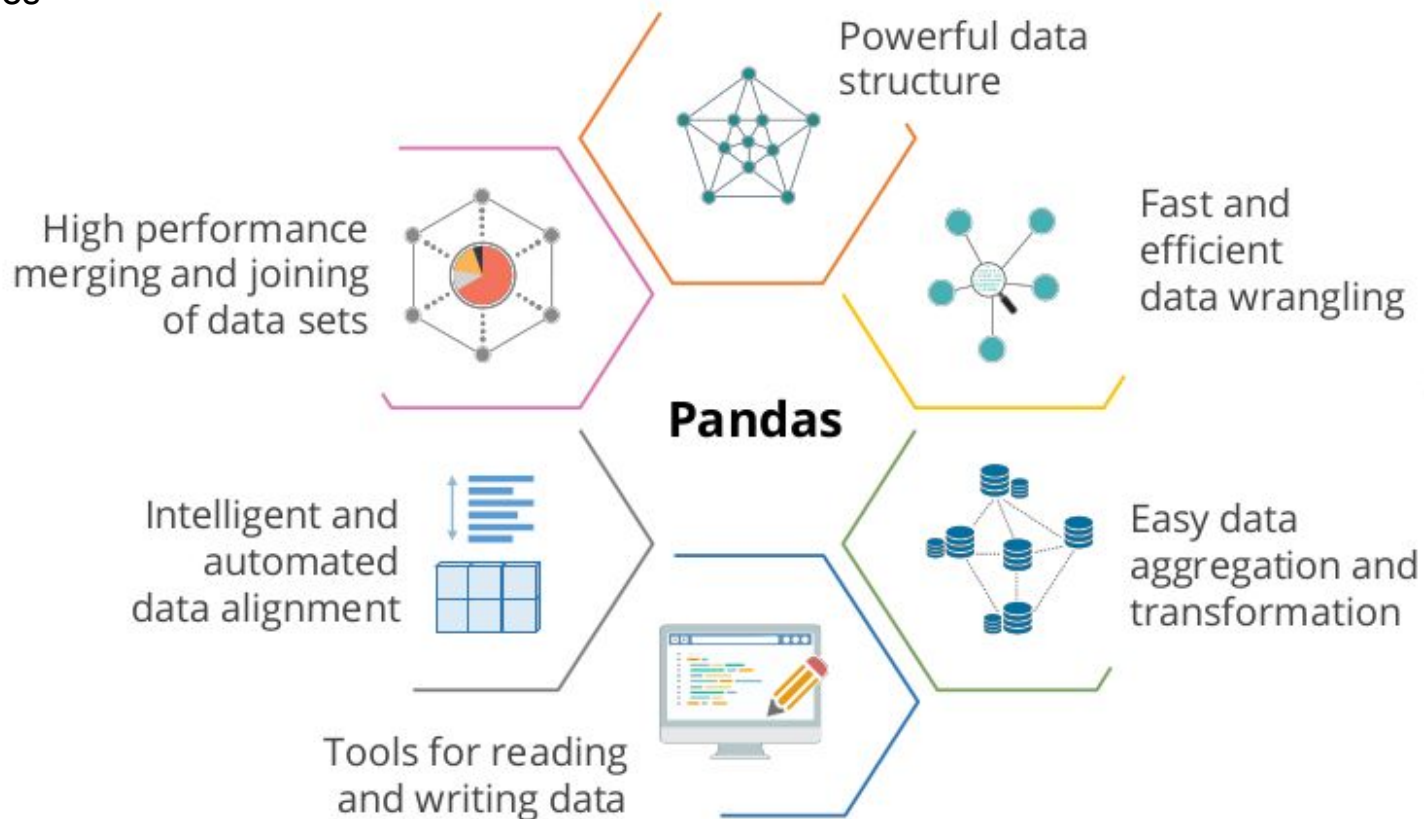 Powerful data
structure
High performance
merging and joining
of data sets
Fast and
efficient
data wrangling
Pandas
Intelligent and
automated
data alignment
Easy data
aggregation and
transformation
Tools for reading
and writing data